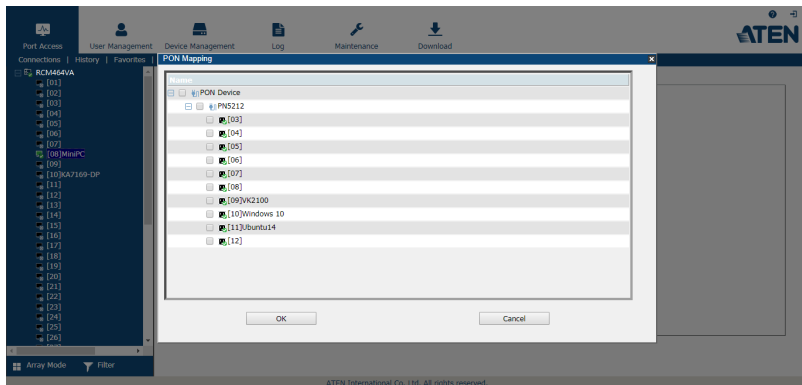 ATEN
Port Access User Management Device Management Log Maintenance Download
Connections | History | Favorites |
PON Mapping
Name
RCM464VA
[01]
[02]
[03]
[04]
[05]
[06]
[07]
[08]MiniPC
[09]
[10]KA7169-DP
[11]
[12]
[13]
[14]
[15]
[16]
[17]
[18]
[19]
[20]
[21]
[22]
[23]
[24]
[25]
[26]
PON Device
PN5212
[03]
[04]
[05]
[06]
[07]
[08]
[09]VK2100
[10]Windows 10
[11]Ubuntu14
[12]
OK Cancel
Array Mode Filter
ATEN International Co., Ltd. All rights reserved.